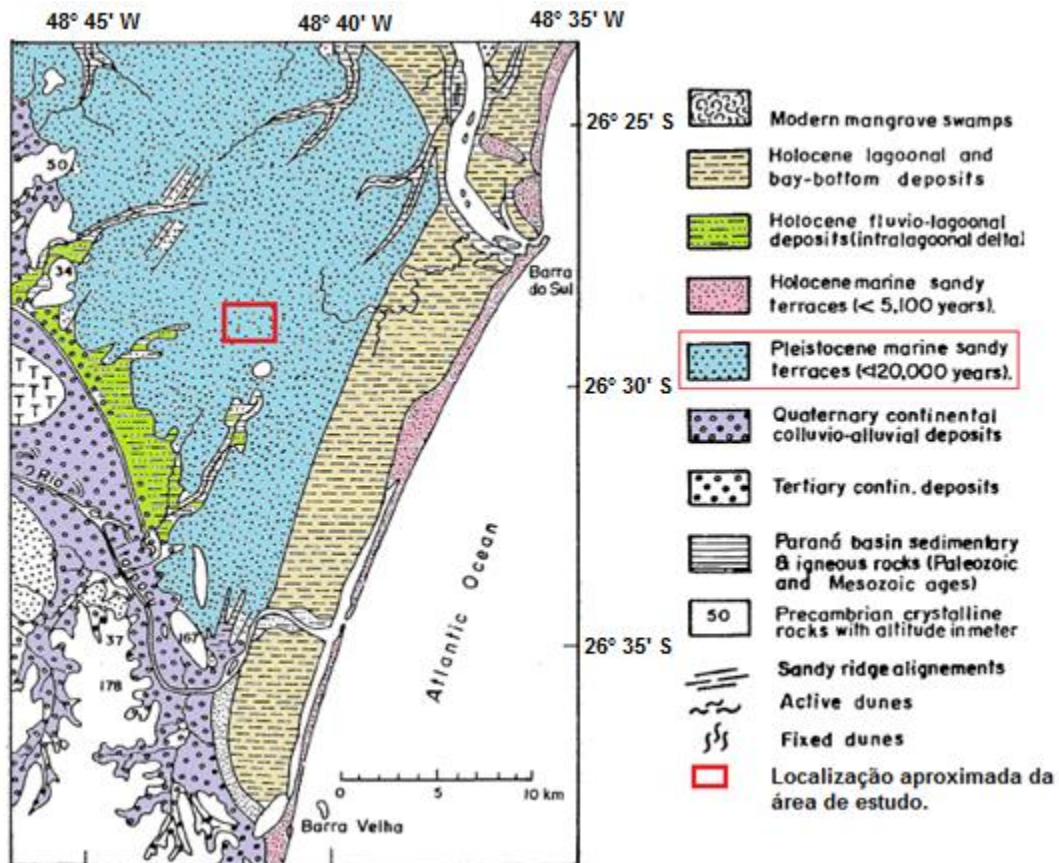 48° 45' W
48° 40' W
48° 35' W
26° 25' S
26° 30' S
26° 35' S
50
34
Rio
37
167
178
Barra
do Sul
Atlantic Ocean
Barra Velha
0 5 10 km
Modern mangrave swamps
Holocene lagoonal and
bay-bottom deposits
Holocene fluvio-lagoonal
deposits (intralagoonal delta)
Holocene marine sandy
terraces (< 5,100 years).
Pleistocene marine sandy
terraces (<120,000 years).
Quaternary continental
colluvio-alluvial deposits
Tertiary contin. deposits
Paraná basin sedimentary
& igneous rocks (Paleozoic
and Mesozoic ages)
50
Precambrian crystalline
rocks with altitude in meter
Sandy ridge alignements
Active dunes
Fixed dunes
Localização aproximada da
área de estudo.